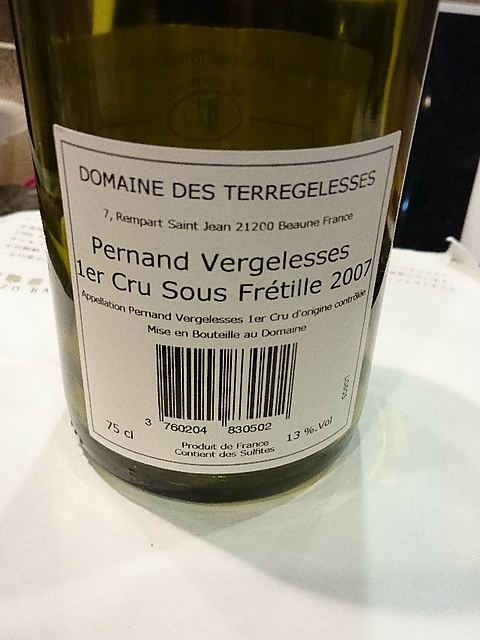 DOMAINE DES TERREGELESSES
7, Rempart Saint Jean 21200 Beaune France
Pernand Vergelesses
1er Cru Sous Frétille 2007
Appellation Pernand Vergelesses 1er Cru d'origine contrôlée
Mise en Bouteille au Domaine
3 760204 830502
75 cl
13 %.Vol
Produit de France
Contient des Sulfites